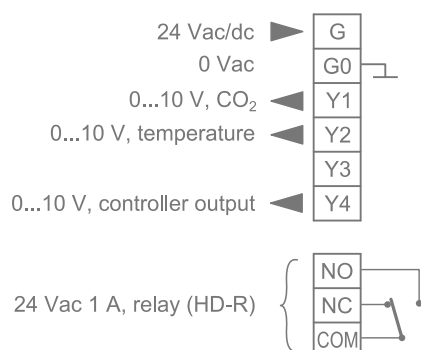 24 Vac/dc G
0 Vac G0
0...10 V, CO₂ Y1
0...10 V, temperature Y2
Y3
0...10 V, controller output Y4
NO
24 Vac 1 A, relay (HD-R) NC
COM